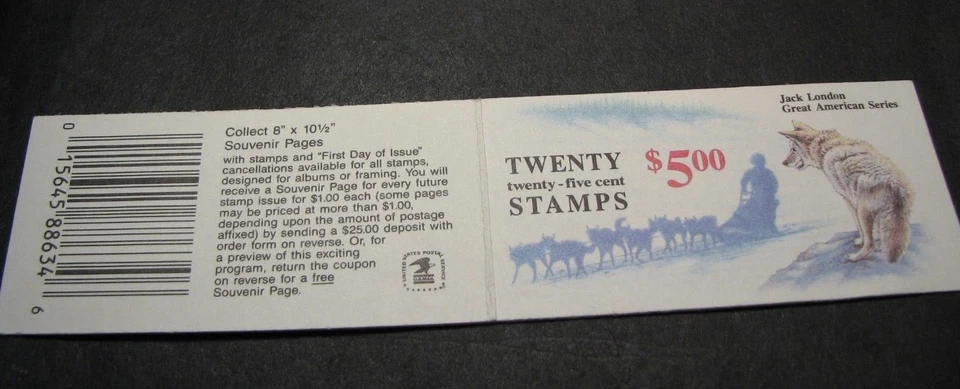 0 15645 88634 6
Collect 8" x 10½"
Souvenir Pages
with stamps and "First Day of Issue"
cancellations available for all stamps,
designed for albums or framing. You will
receive a Souvenir Page for every future
stamp issue for $1.00 each (some pages
may be priced at more than $1.00,
depending upon the amount of postage
affixed) by sending a $25.00 deposit with
order form on reverse. Or, for
a preview of this exciting
program, return the coupon
on reverse for a free
Souvenir Page.
UNITED STATES POSTAL SERVICE
U.S.MAIL
Jack London
Great American Series
TWENTY
twenty-five cent
STAMPS
$5.00